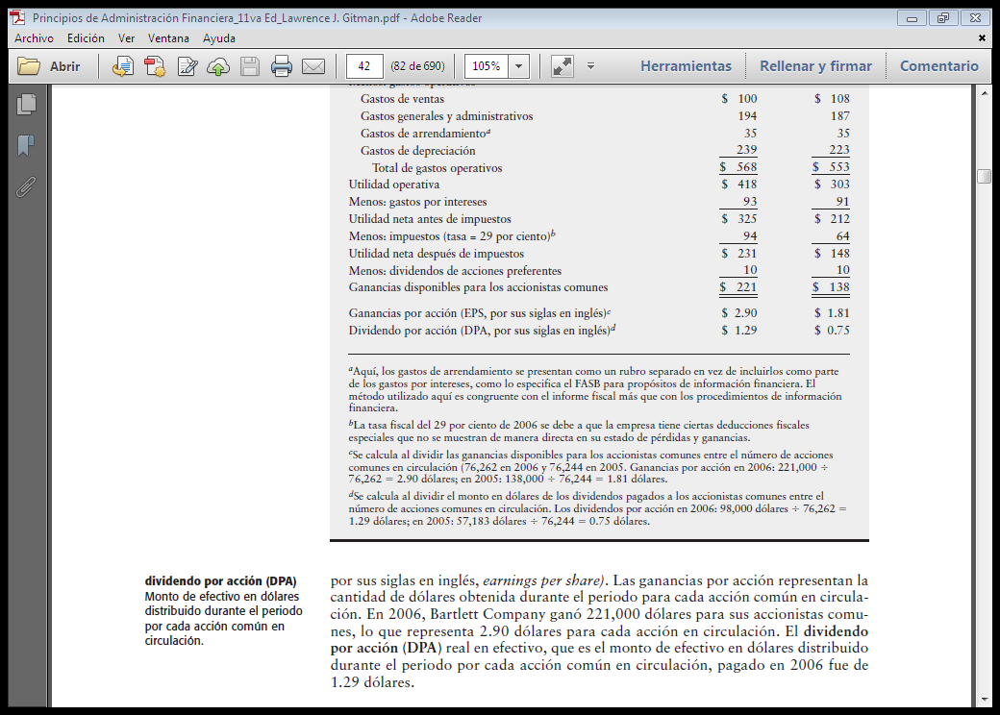 Principios de Administración Financiera_11va Ed_Lawrence J. Gitman.pdf - Adobe Reader
Archivo Edición Ver Ventana Ayuda
Abrir 42 (82 de 690) 105% Herramientas Rellenar y firmar Comentario
Menos: gastos operativos
Gastos de ventas $ 100 $ 108
Gastos generales y administrativos 194 187
Gastos de arrendamientoa 35 35
Gastos de depreciación 239 223
Total de gastos operativos $ 568 $ 553
Utilidad operativa $ 418 $ 303
Menos: gastos por intereses 93 91
Utilidad neta antes de impuestos $ 325 $ 212
Menos: impuestos (tasa = 29 por ciento)b 94 64
Utilidad neta después de impuestos $ 231 $ 148
Menos: dividendos de acciones preferentes 10 10
Ganancias disponibles para los accionistas comunes $ 221 $ 138
Ganancias por acción (EPS, por sus siglas en inglés)c $ 2.90 $ 1.81
Dividendo por acción (DPA, por sus siglas en inglés)d $ 1.29 $ 0.75
aAquí, los gastos de arrendamiento se presentan como un rubro separado en vez de incluirlos como parte
de los gastos por intereses, como lo especifica el FASB para propósitos de información financiera. El
método utilizado aquí es congruente con el informe fiscal más que con los procedimientos de información
financiera.
bLa tasa fiscal del 29 por ciento de 2006 se debe a que la empresa tiene ciertas deducciones fiscales
especiales que no se muestran de manera directa en su estado de pérdidas y ganancias.
cSe calcula al dividir las ganancias disponibles para los accionistas comunes entre el número de acciones
comunes en circulación (76,262 en 2006 y 76,244 en 2005. Ganancias por acción en 2006: 221,000 ÷
76,262 = 2.90 dólares; en 2005: 138,000 ÷ 76,244 = 1.81 dólares.
dSe calcula al dividir el monto en dólares de los dividendos pagados a los accionistas comunes entre el
número de acciones comunes en circulación. Los dividendos por acción en 2006: 98,000 dólares ÷ 76,262 =
1.29 dólares; en 2005: 57,183 dólares ÷ 76,244 = 0.75 dólares.
dividendo por acción (DPA)
Monto de efectivo en dólares
distribuido durante el periodo
por cada acción común en
circulación.
por sus siglas en inglés, earnings per share). Las ganancias por acción representan la
cantidad de dólares obtenida durante el periodo para cada acción común en circula-
ción. En 2006, Bartlett Company ganó 221,000 dólares para sus accionistas comu-
nes, lo que representa 2.90 dólares para cada acción en circulación. El dividendo
por acción (DPA) real en efectivo, que es el monto de efectivo en dólares distribuido
durante el periodo por cada acción común en circulación, pagado en 2006 fue de
1.29 dólares.